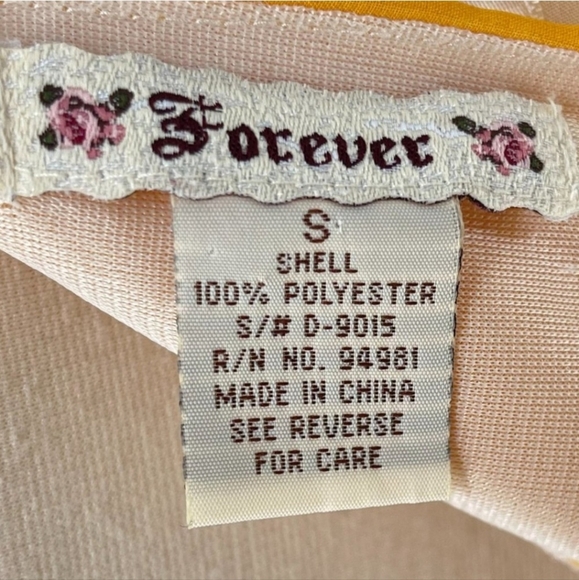 Forever
S
SHELL
100% POLYESTER
S/# D-9015
R/N NO. 94981
MADE IN CHINA
SEE REVERSE
FOR CARE